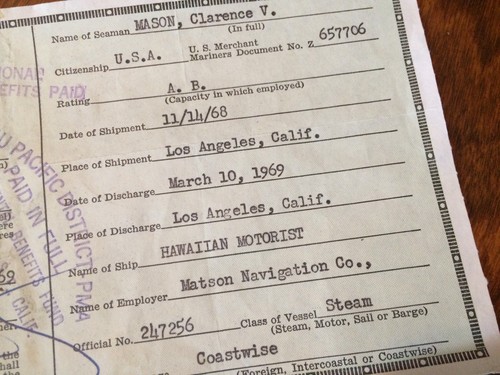 Name of Seaman MASON, Clarence V.
(In full)
Citizenship U.S.A. U. S. Merchant Mariners Document No. Z 657706
Rating A. B.
(Capacity in which employed)
Date of Shipment 11/14/68
Place of Shipment Los Angeles, Calif.
Date of Discharge March 10, 1969
Place of Discharge Los Angeles, Calif.
Name of Ship HAWAIIAN MOTORIST
Name of Employer Matson Navigation Co.,
Official No. 247256 Class of Vessel Steam
(Steam, Motor, Sail or Barge)
Coastwise
(Foreign, Intercoastal or Coastwise)
PACIFIC DISTRICT PMA
PAID IN FULL
BENEFITS FUND
CALIF.